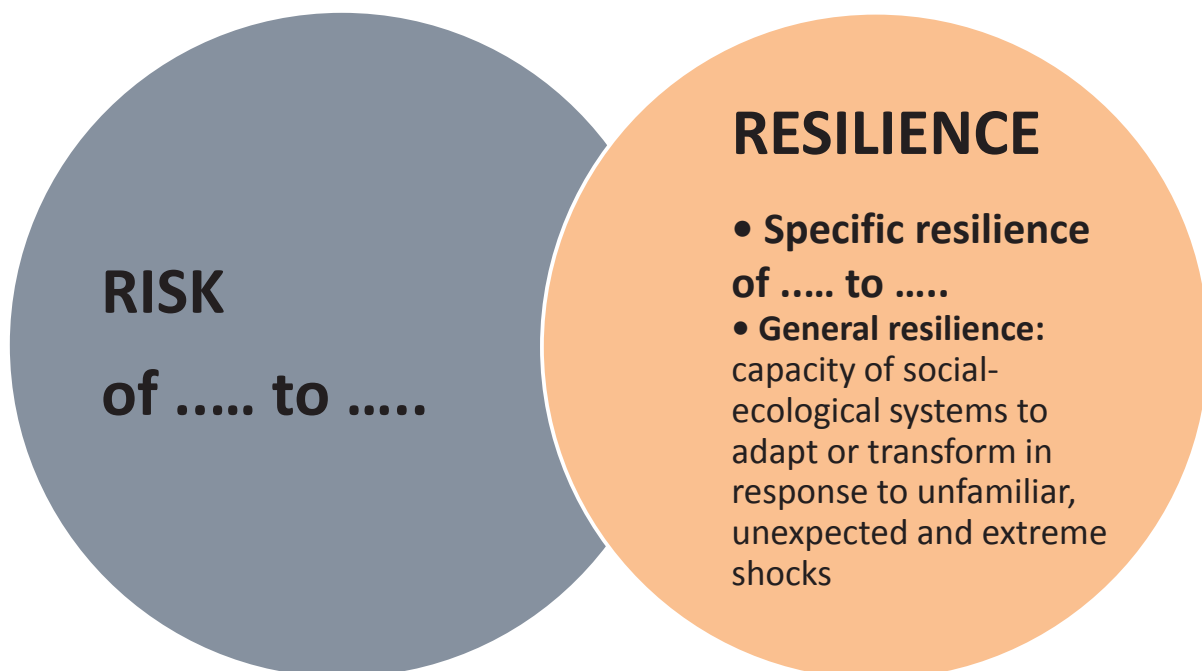 RISK
of ..... to .....
RESILIENCE
• Specific resilience
of ..... to .....
• General resilience:
capacity of social-
ecological systems to
adapt or transform in
response to unfamiliar,
unexpected and extreme
shocks